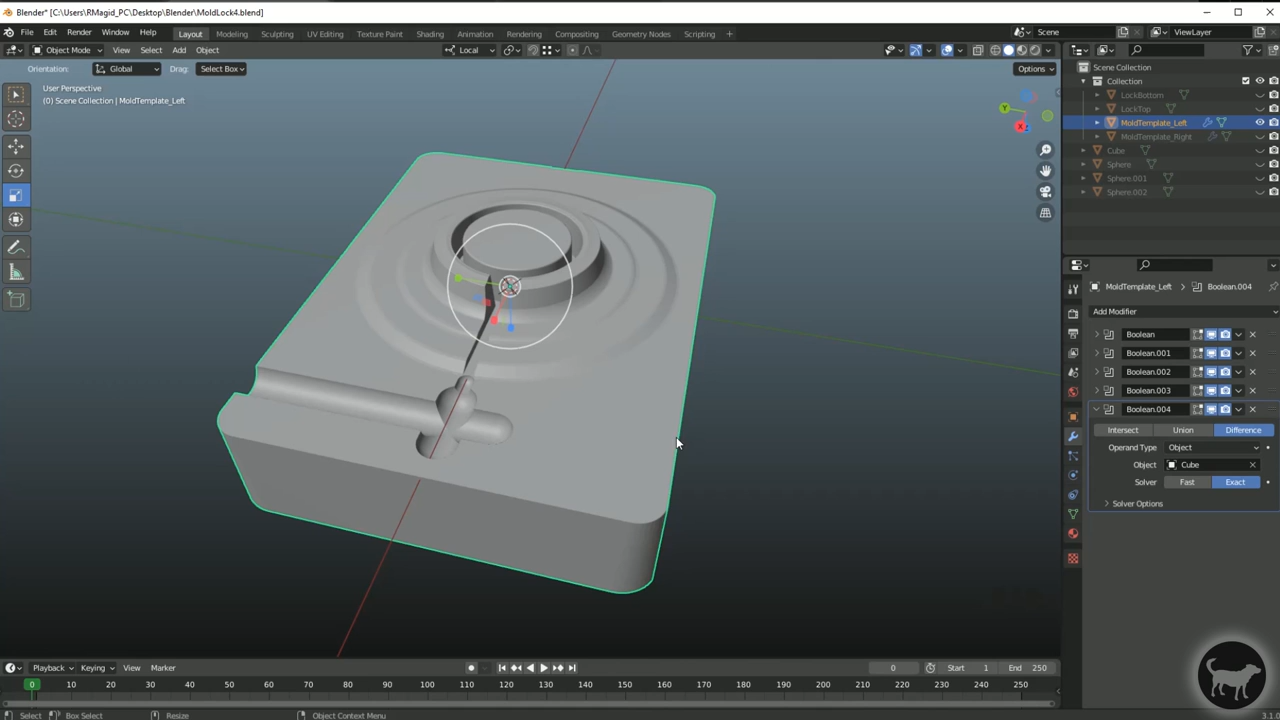 Blender* [C:\Users\RMagid_PC\Desktop\Blender\MoldLock4.blend]
File Edit Render Window Help Layout Modeling Sculpting UV Editing Texture Paint Shading Animation Rendering Compositing Geometry Nodes Scripting + Scene ViewLayer
Object Mode View Select Add Object Local
Orientation: Global Drag: Select Box Options
User Perspective
(0) Scene Collection | MoldTemplate_Left
Y
X
Z
Scene Collection
Collection
LockBottom
LockTop
MoldTemplate_Left
MoldTemplate_Right
Cube
Sphere
Sphere.001
Sphere.002
MoldTemplate_Left > Boolean.004
Add Modifier
Boolean
Boolean.001
Boolean.002
Boolean.003
Boolean.004
Intersect Union Difference
Operand Type Object
Object Cube
Solver Fast Exact
Solver Options
Playback Keying View Marker 0 Start 1 End 250
0 10 20 30 40 50 60 70 80 90 100 110 120 130 140 150 160 170 180 190 200 210 220 230 240 250
Select Box Select Resize Object Context Menu 3.1.0